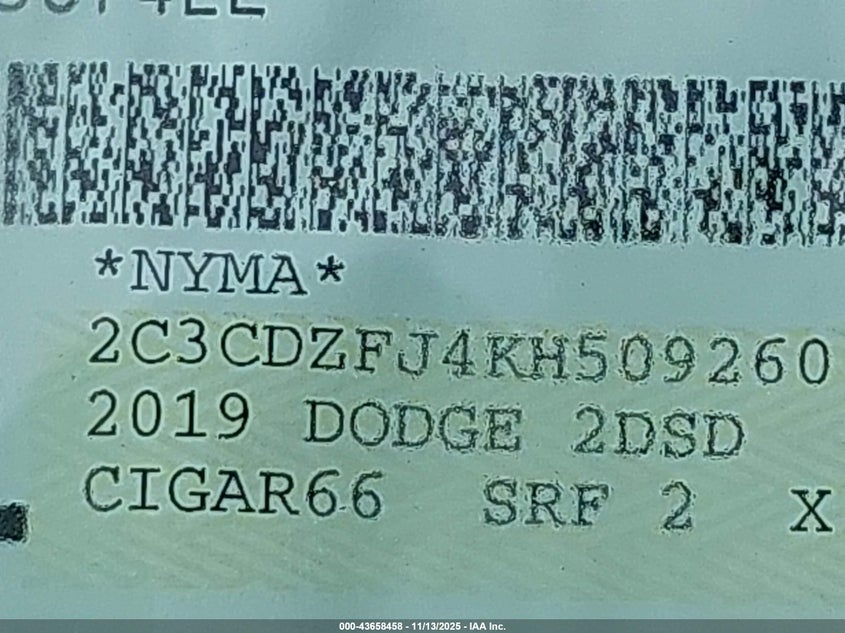 *NYMA*
2C3CDZFJ4KH509260
2019 DODGE 2DSD
CIGAR66 SRF 2 X
000-43658458 - 11/13/2025 - IAA Inc.